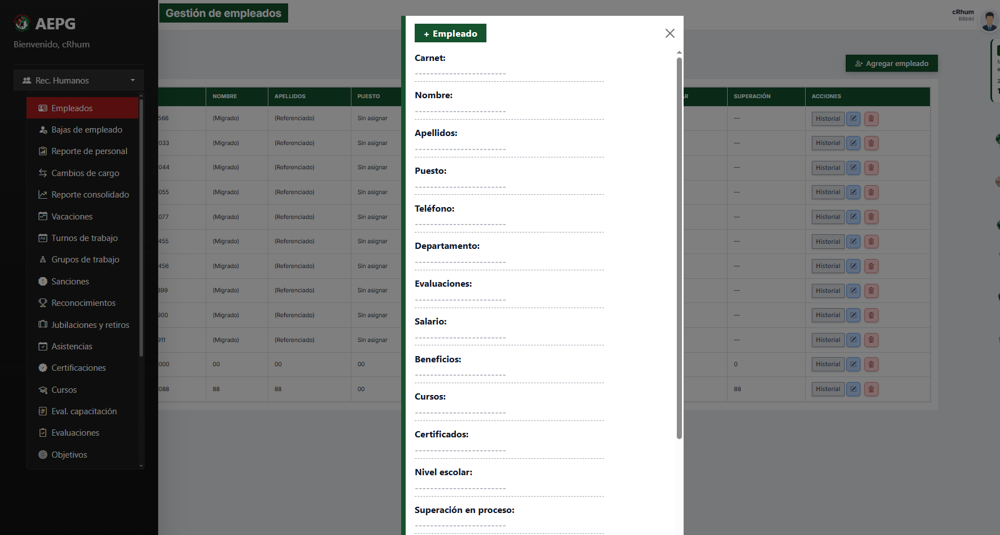 AEPG
Bienvenido, cRhum
Rec. Humanos
Empleados
Bajas de empleado
Reporte de personal
Cambios de cargo
Reporte consolidado
Vacaciones
Turnos de trabajo
Grupos de trabajo
Sanciones
Reconocimientos
Jubilaciones y retiros
Asistencias
Certificaciones
Cursos
Eval. capacitación
Evaluaciones
Objetivos
Gestión de empleados
cRhum
RRHH
Agregar empleado
NOMBRE APELLIDOS PUESTO SUPERACIÓN ACCIONES
566 (Migrado) (Referenciado) Sin asignar — Historial
033 (Migrado) (Referenciado) Sin asignar — Historial
044 (Migrado) (Referenciado) Sin asignar — Historial
055 (Migrado) (Referenciado) Sin asignar — Historial
077 (Migrado) (Referenciado) Sin asignar — Historial
455 (Migrado) (Referenciado) Sin asignar — Historial
456 (Migrado) (Referenciado) Sin asignar — Historial
899 (Migrado) (Referenciado) Sin asignar — Historial
900 (Migrado) (Referenciado) Sin asignar — Historial
911 (Migrado) (Referenciado) Sin asignar — Historial
000 00 00 00 0 Historial
088 88 88 00 88 Historial
+ Empleado
Carnet:
------------------------
Nombre:
------------------------
Apellidos:
------------------------
Puesto:
------------------------
Teléfono:
------------------------
Departamento:
------------------------
Evaluaciones:
------------------------
Salario:
------------------------
Beneficios:
------------------------
Cursos:
------------------------
Certificados:
------------------------
Nivel escolar:
------------------------
Superación en proceso:
------------------------